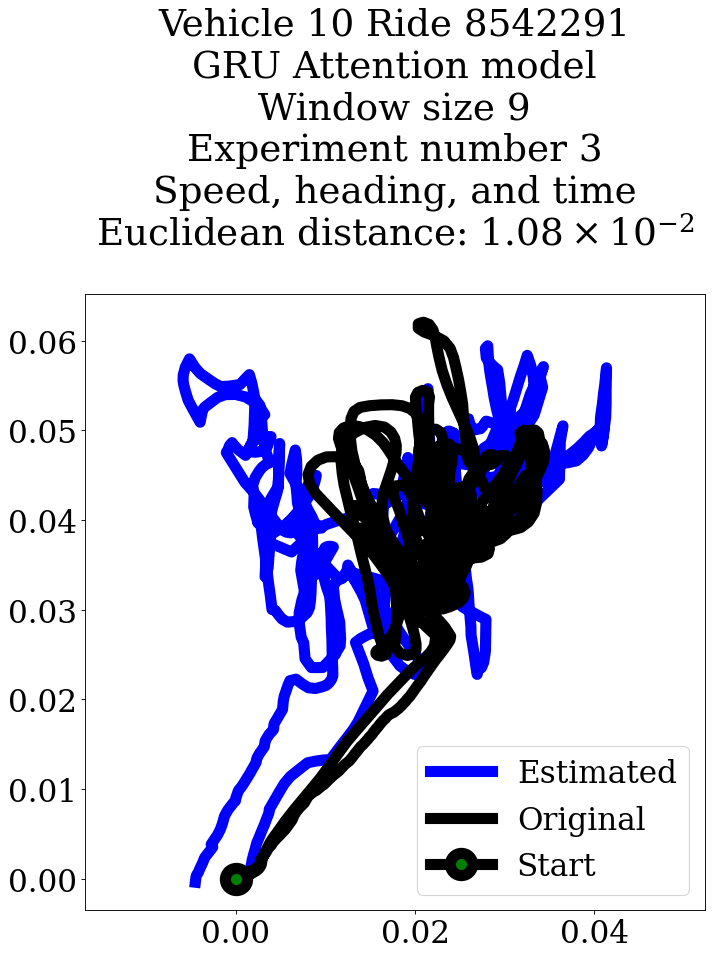 Vehicle 10 Ride 8542291
GRU Attention model
Window size 9
Experiment number 3
Speed, heading, and time
Euclidean distance: $1.08 \times 10^{-2}$
0.06
0.05
0.04
0.03
0.02
0.01
0.00
0.00
0.02
0.04
Estimated
Original
Start